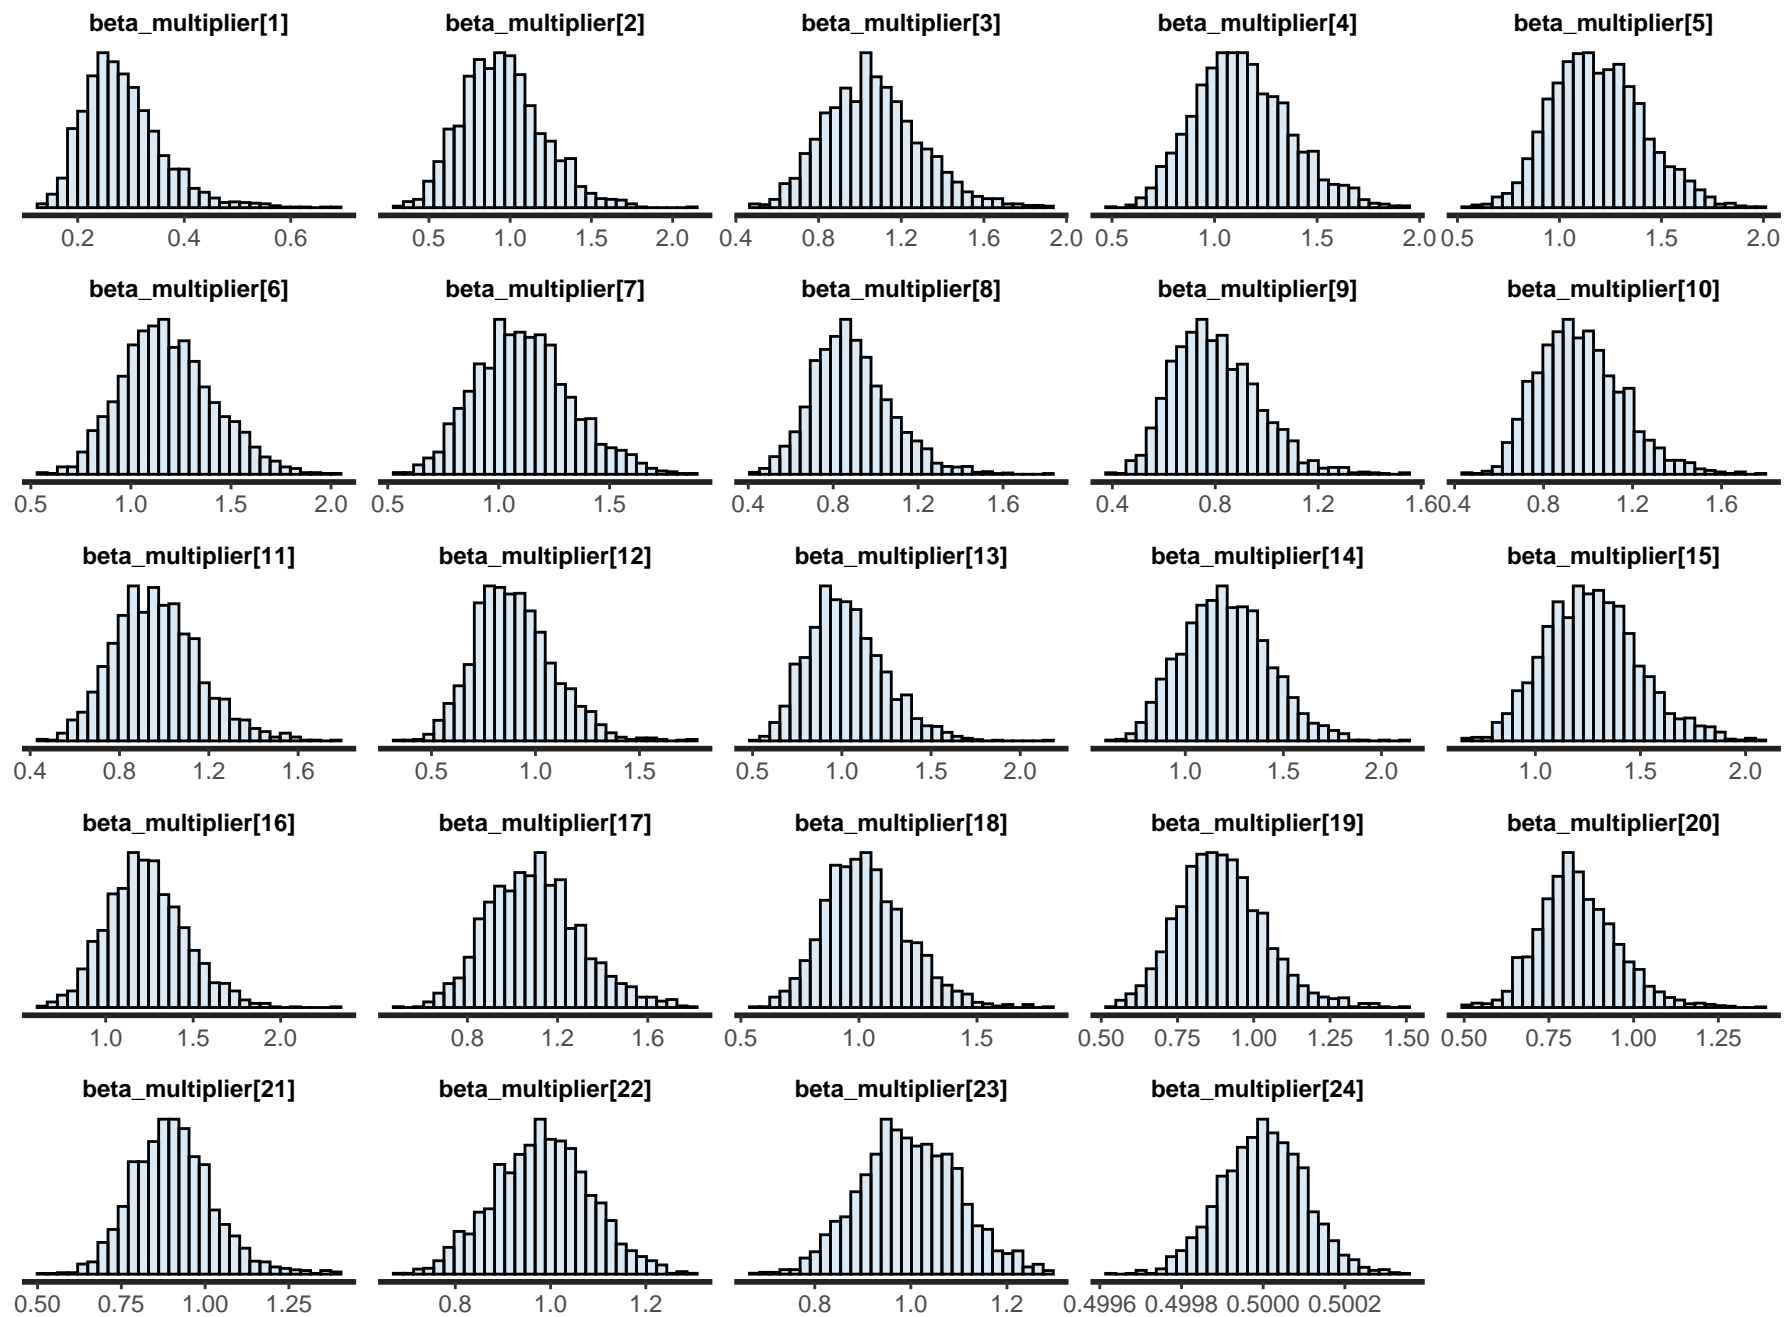 beta_multiplier[1] beta_multiplier[2] beta_multiplier[3] beta_multiplier[4] beta_multiplier[5]
0.2 0.4 0.6 0.5 1.0 1.5 2.0 0.4 0.8 1.2 1.6 2.0 0.5 1.0 1.5 2.0 0.5 1.0 1.5 2.0
beta_multiplier[6] beta_multiplier[7] beta_multiplier[8] beta_multiplier[9] beta_multiplier[10]
0.5 1.0 1.5 2.0 0.5 1.0 1.5 0.4 0.8 1.2 1.6 0.4 0.8 1.2 1.6 0.4 0.8 1.2 1.6
beta_multiplier[11] beta_multiplier[12] beta_multiplier[13] beta_multiplier[14] beta_multiplier[15]
0.4 0.8 1.2 1.6 0.5 1.0 1.5 0.5 1.0 1.5 2.0 1.0 1.5 2.0 1.0 1.5 2.0
beta_multiplier[16] beta_multiplier[17] beta_multiplier[18] beta_multiplier[19] beta_multiplier[20]
1.0 1.5 2.0 0.8 1.2 1.6 0.5 1.0 1.5 0.50 0.75 1.00 1.25 1.50 0.50 0.75 1.00 1.25
beta_multiplier[21] beta_multiplier[22] beta_multiplier[23] beta_multiplier[24]
0.50 0.75 1.00 1.25 0.8 1.0 1.2 0.8 1.0 1.2 0.4996 0.4998 0.5000 0.5002